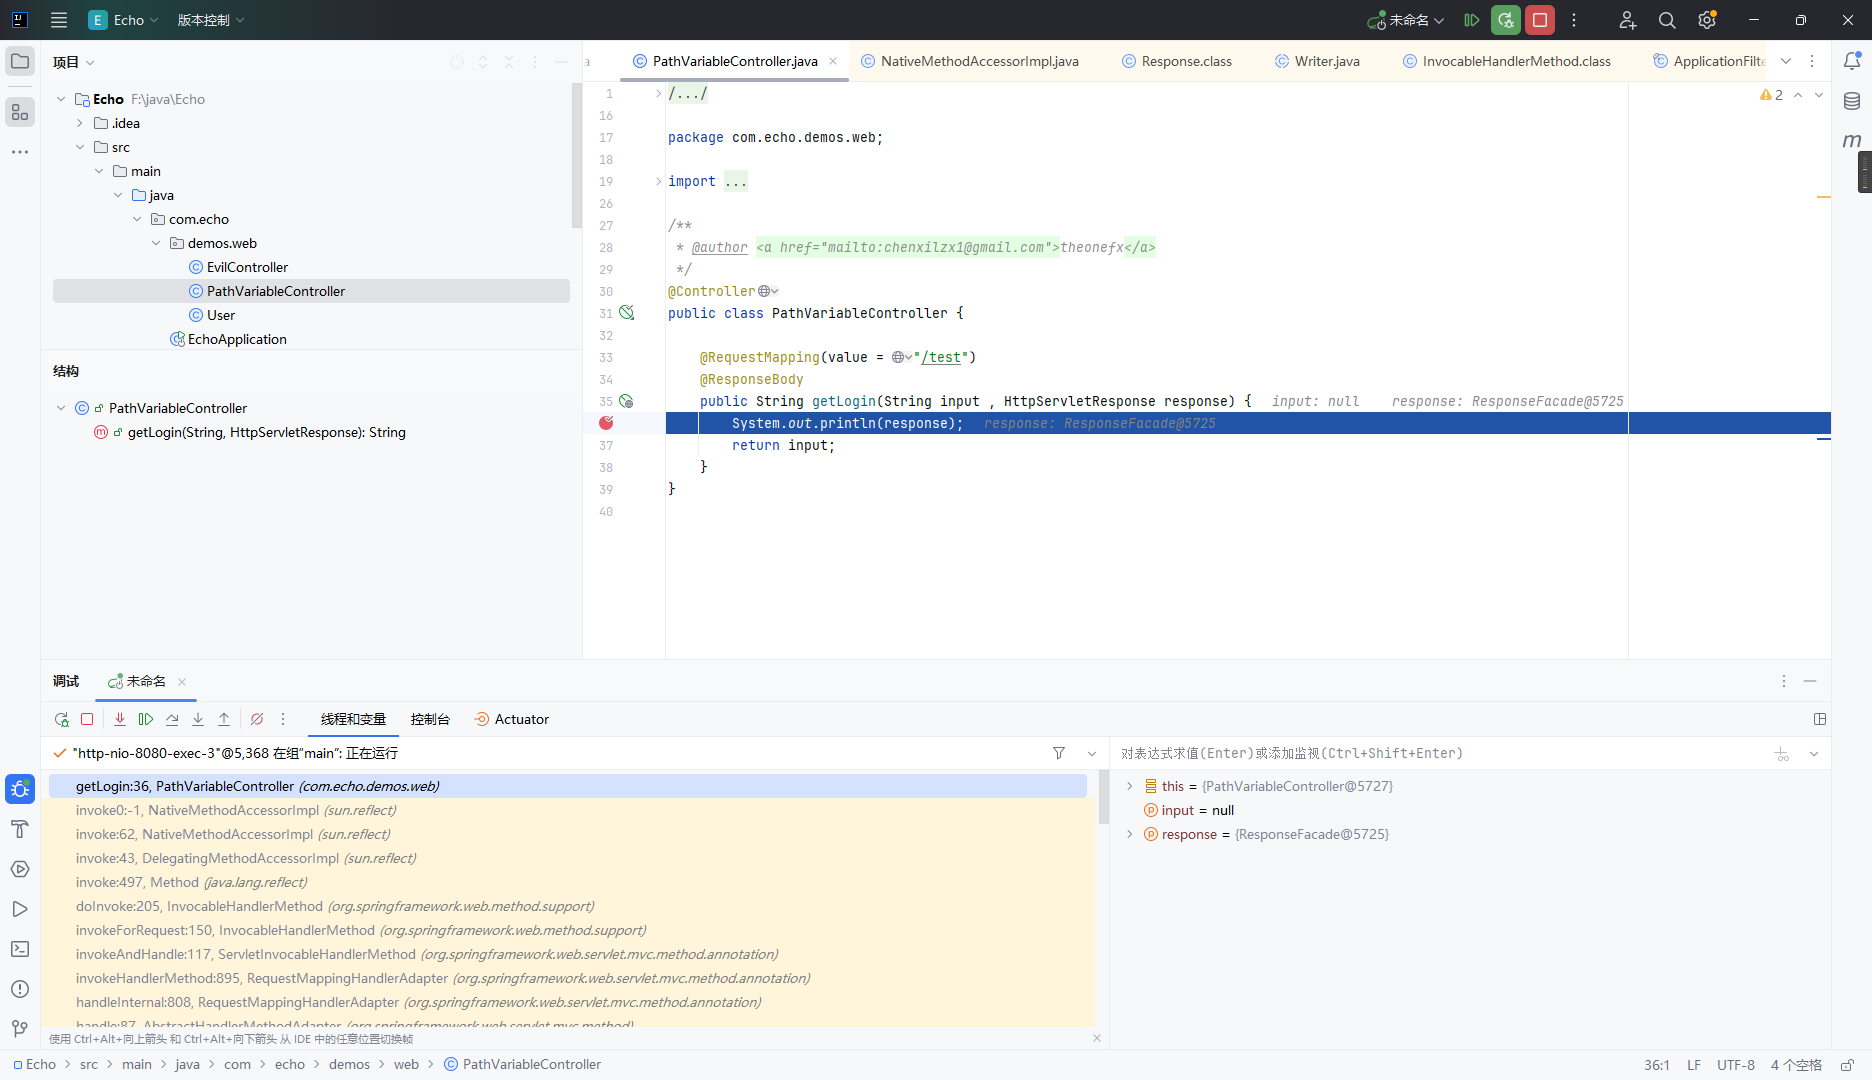 E Echo 版本控制 未命名
项目
Echo F:\java\Echo
.idea
src
main
java
com.echo
demos.web
EvilController
PathVariableController
User
EchoApplication
结构
PathVariableController
getLogin(String, HttpServletResponse): String
a PathVariableController.java NativeMethodAccessorImpl.java Response.class Writer.java InvocableHandlerMethod.class ApplicationFilte
2
1 /.../
16
17 package com.echo.demos.web;
18
19 import ...
26
27 /**
28 * @author <a href="mailto:chenxilzx1@gmail.com">theonefx</a>
29 */
30 @Controller
31 public class PathVariableController {
32
33 @RequestMapping(value = "/test")
34 @ResponseBody
35 public String getLogin(String input , HttpServletResponse response) { input: null response: ResponseFacade@5725
System.out.println(response); response: ResponseFacade@5725
37 return input;
38 }
39 }
40
m
调试 未命名
线程和变量 控制台 Actuator
"http-nio-8080-exec-3"@5,368 在组"main": 正在运行
getLogin:36, PathVariableController (com.echo.demos.web)
invoke0:-1, NativeMethodAccessorImpl (sun.reflect)
invoke:62, NativeMethodAccessorImpl (sun.reflect)
invoke:43, DelegatingMethodAccessorImpl (sun.reflect)
invoke:497, Method (java.lang.reflect)
doInvoke:205, InvocableHandlerMethod (org.springframework.web.method.support)
invokeForRequest:150, InvocableHandlerMethod (org.springframework.web.method.support)
invokeAndHandle:117, ServletInvocableHandlerMethod (org.springframework.web.servlet.mvc.method.annotation)
invokeHandlerMethod:895, RequestMappingHandlerAdapter (org.springframework.web.servlet.mvc.method.annotation)
handleInternal:808, RequestMappingHandlerAdapter (org.springframework.web.servlet.mvc.method.annotation)
handle:87, AbstractHandlerMethodAdapter (org.springframework.web.servlet.mvc.method)
使用 Ctrl+Alt+向上箭头 和 Ctrl+Alt+向下箭头 从 IDE 中的任意位置切换帧
对表达式求值(Enter)或添加监视(Ctrl+Shift+Enter)
this = {PathVariableController@5727}
input = null
response = {ResponseFacade@5725}
Echo src main java com echo demos web PathVariableController
36:1 LF UTF-8 4 个空格